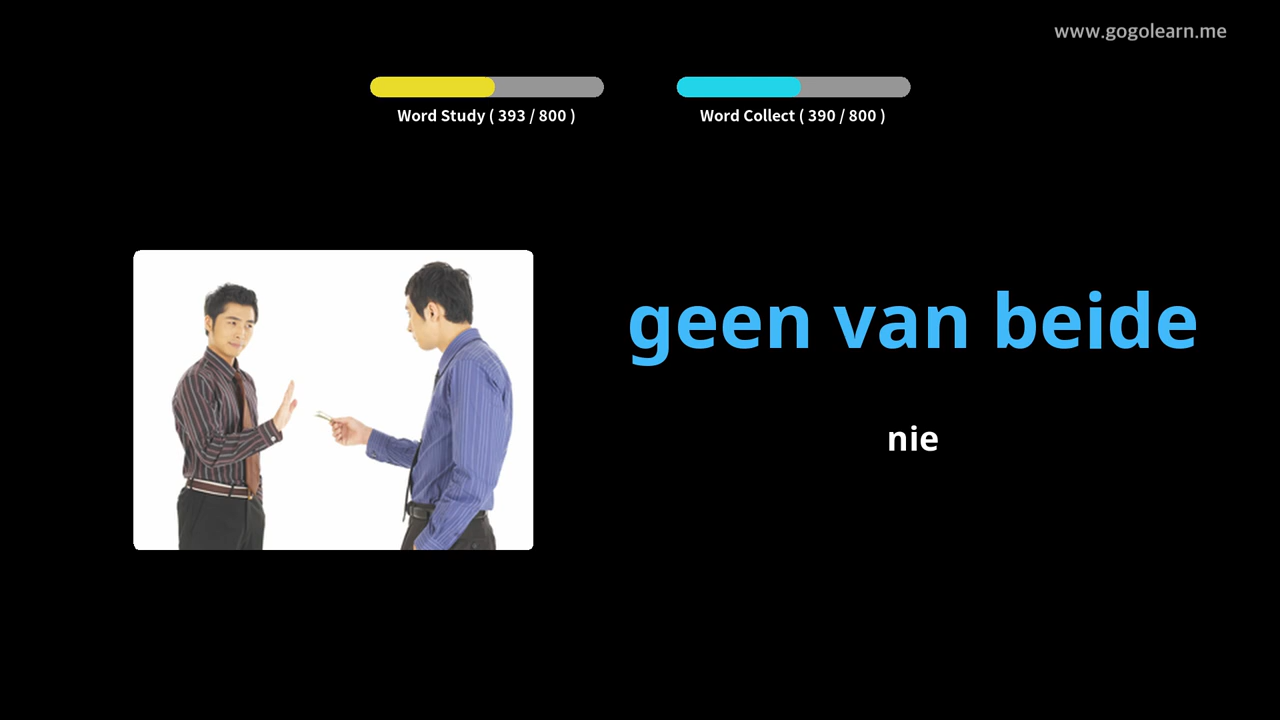 www.gogolearn.me
Word Study ( 393 / 800 )
Word Collect ( 390 / 800 )
geen van beide
nie